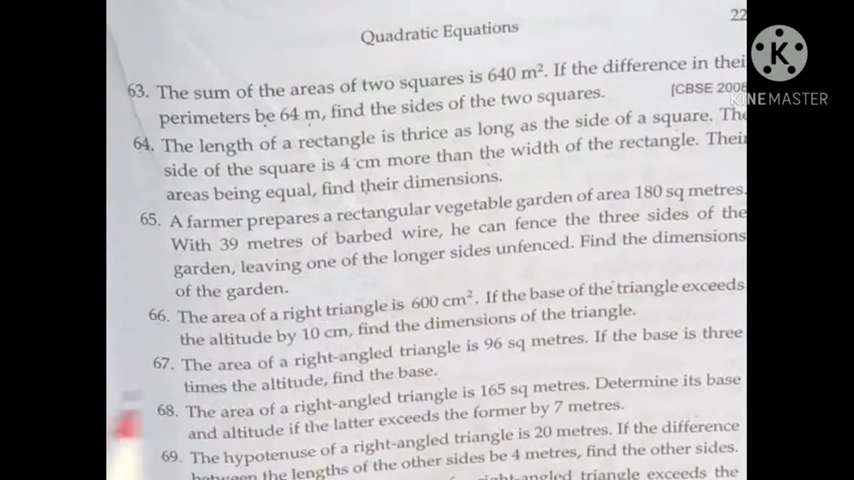 22
Quadratic Equations
63. The sum of the areas of two squares is 640 m². If the difference in thei
perimeters be 64 m, find the sides of the two squares. [CBSE 2008
64. The length of a rectangle is thrice as long as the side of a square. The
side of the square is 4 cm more than the width of the rectangle. Their
areas being equal, find their dimensions.
65. A farmer prepares a rectangular vegetable garden of area 180 sq metres.
With 39 metres of barbed wire, he can fence the three sides of the
garden, leaving one of the longer sides unfenced. Find the dimensions
of the garden.
66. The area of a right triangle is 600 cm². If the base of the triangle exceeds
the altitude by 10 cm, find the dimensions of the triangle.
67. The area of a right-angled triangle is 96 sq metres. If the base is three
times the altitude, find the base.
68. The area of a right-angled triangle is 165 sq metres. Determine its base
and altitude if the latter exceeds the former by 7 metres.
69. The hypotenuse of a right-angled triangle is 20 metres. If the difference
between the lengths of the other sides be 4 metres, find the other sides.
right-angled triangle exceeds the
K
KINEMASTER